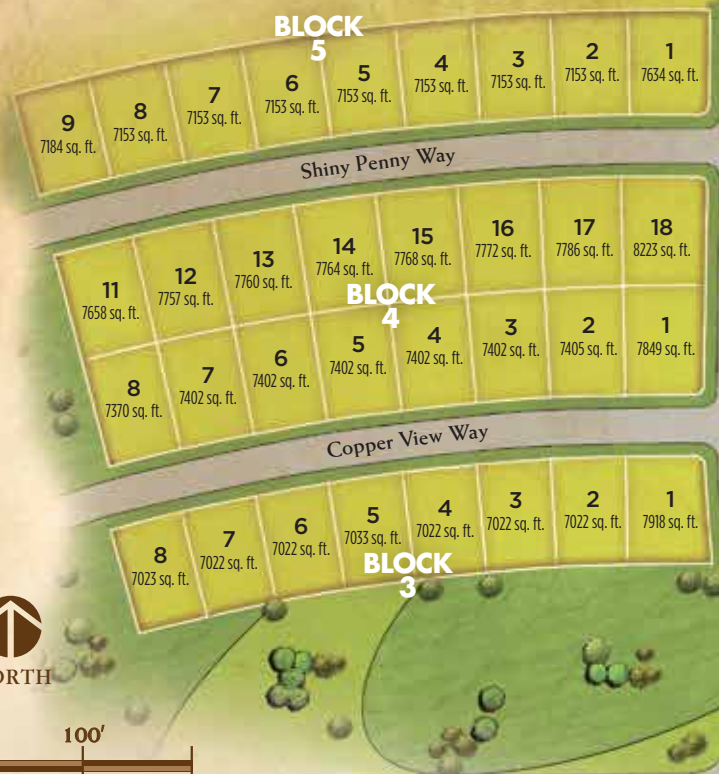 BLOCK
5
9
7184 sq. ft.
8
7153 sq. ft.
7
7153 sq. ft.
6
7153 sq. ft.
5
7153 sq. ft.
4
7153 sq. ft.
3
7153 sq. ft.
2
7153 sq. ft.
1
7634 sq. ft.
Shiny Penny Way
11
7658 sq. ft.
12
7757 sq. ft.
13
7760 sq. ft.
14
7764 sq. ft.
15
7768 sq. ft.
16
7772 sq. ft.
17
7786 sq. ft.
18
8223 sq. ft.
BLOCK
4
8
7370 sq. ft.
7
7402 sq. ft.
6
7402 sq. ft.
5
7402 sq. ft.
4
7402 sq. ft.
3
7402 sq. ft.
2
7405 sq. ft.
1
7849 sq. ft.
Copper View Way
8
7023 sq. ft.
7
7022 sq. ft.
6
7022 sq. ft.
5
7033 sq. ft.
4
7022 sq. ft.
3
7022 sq. ft.
2
7022 sq. ft.
1
7918 sq. ft.
BLOCK
3
ORTH
100'